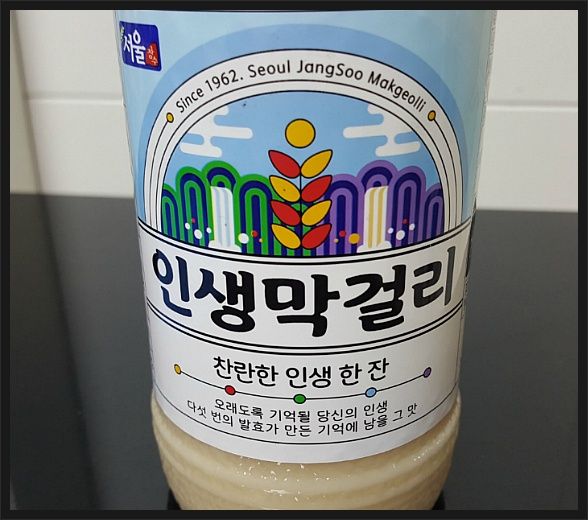 서울
장수
Since 1962. Seoul JangSoo Makgeolli
인생막걸리
찬란한 인생 한 잔
오래도록 기억될 당신의 인생
다섯 번의 발효가 만든 기억에 남을 그 맛